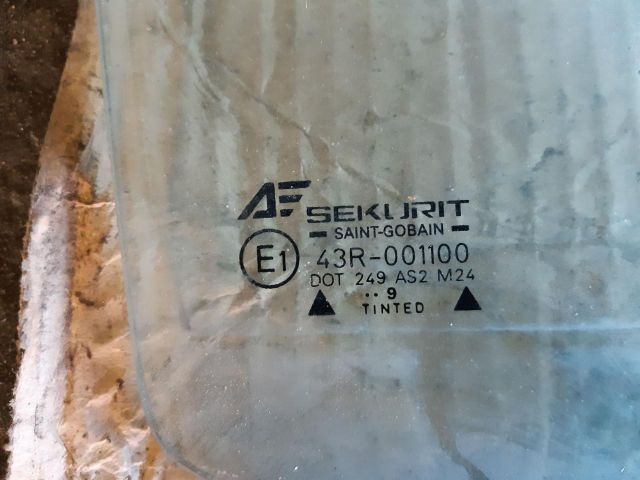 AF SEKURIT
SAINT-GOBAIN
E1 43R-001100
DOT 249 AS2 M24
..9
TINTED